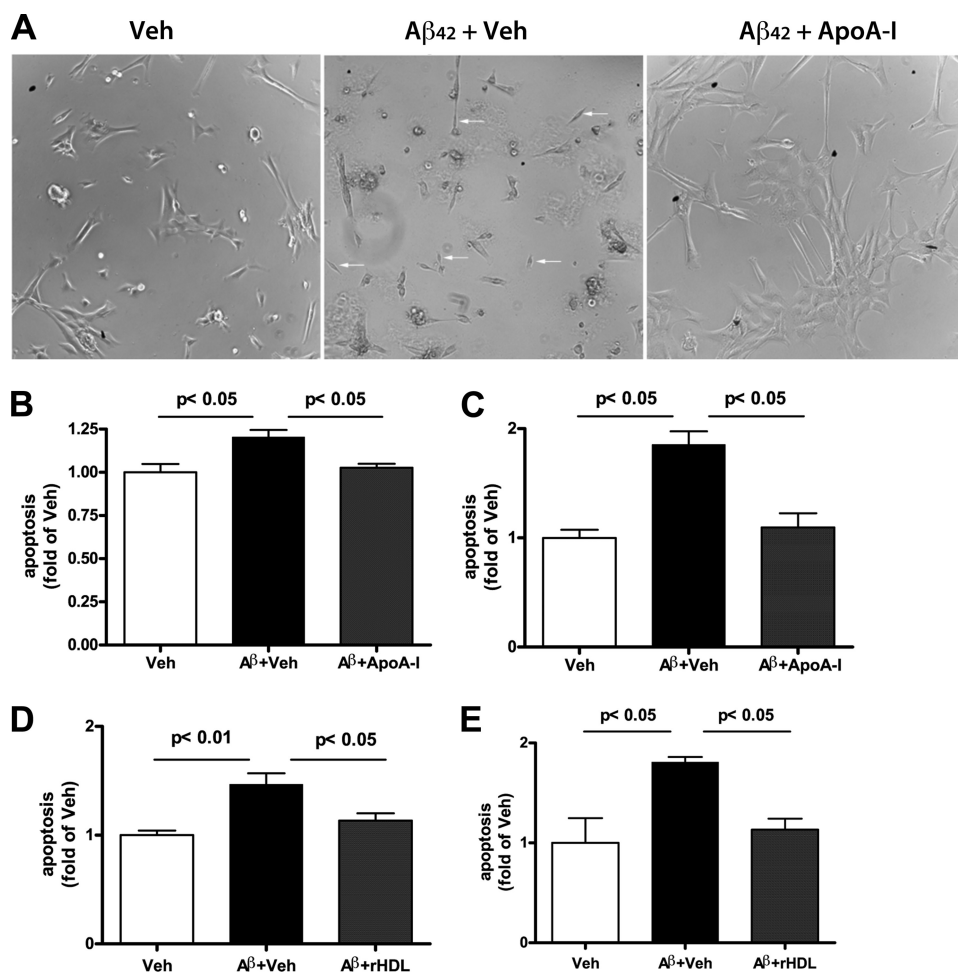 A
Veh
Aβ42 + Veh
Aβ42 + ApoA-I
B
p< 0.05
p< 0.05
apoptosis
(fold of Veh)
1.25
1.00
0.75
0.50
0.25
0.00
Veh
Aβ+Veh
Aβ+ApoA-I
C
p< 0.05
p< 0.05
apoptosis
(fold of Veh)
2
1
0
Veh
Aβ+Veh
Aβ+ApoA-I
D
p< 0.01
p< 0.05
apoptosis
(fold of Veh)
2
1
0
Veh
Aβ+Veh
Aβ+rHDL
E
p< 0.05
p< 0.05
apoptosis
(fold of Veh)
2
1
0
Veh
Aβ+Veh
Aβ+rHDL